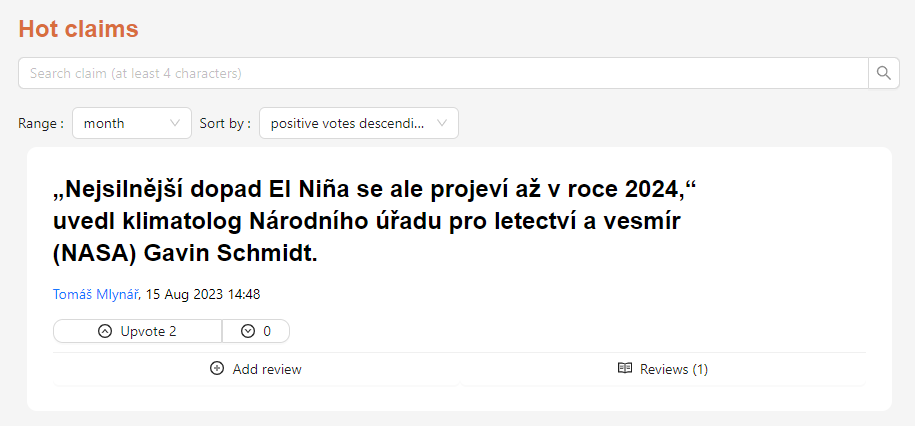 Hot claims
Search claim (at least 4 characters)
Range : month Sort by : positive votes descendi...
„Nejsilnější dopad El Niña se ale projeví až v roce 2024,“
uvedl klimatolog Národního úřadu pro letectví a vesmír
(NASA) Gavin Schmidt.
Tomáš Mlynář, 15 Aug 2023 14:48
Upvote 2 0
Add review Reviews (1)